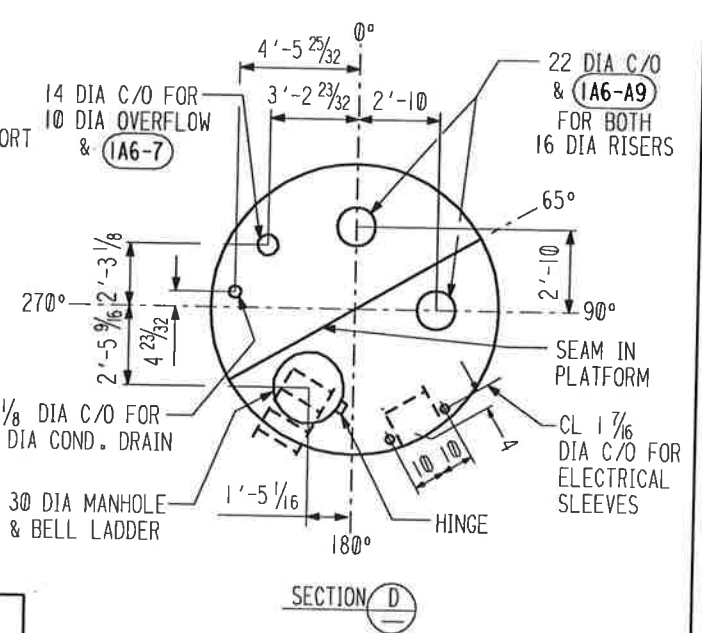 0°
4'-5 25/32
3'-2 23/32
2'-10
14 DIA C/O FOR
10 DIA OVERFLOW
& 1A6-7
ORT
22 DIA C/O
& 1A6-A9
FOR BOTH
16 DIA RISERS
65°
2'-3 1/8
2'-10
270°
90°
2'-5 9/16
4 23/32
SEAM IN
PLATFORM
1/8 DIA C/O FOR
DIA COND. DRAIN
CL 1 7/16
DIA C/O FOR
ELECTRICAL
SLEEVES
10 10
4
30 DIA MANHOLE
& BELL LADDER
1'-5 1/16
HINGE
180°
SECTION D